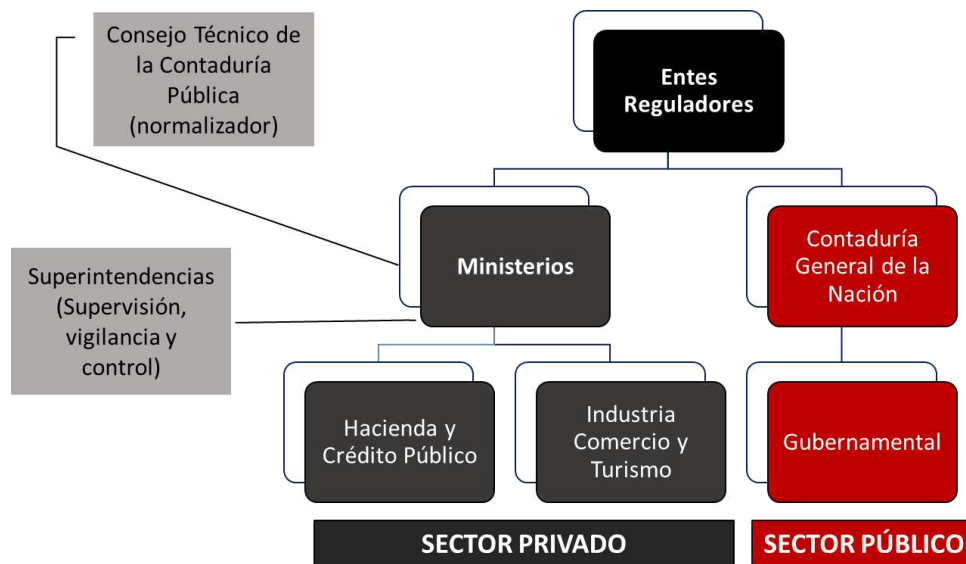 Consejo Técnico de
la Contaduría
Pública
(normalizador)
Entes
Reguladores
Superintendencias
(Supervisión,
vigilancia y
control)
Ministerios
Contaduría
General de la
Nación
Hacienda y
Crédito Público
Industria
Comercio y
Turismo
Gubernamental
SECTOR PRIVADO
SECTOR PÚBLICO